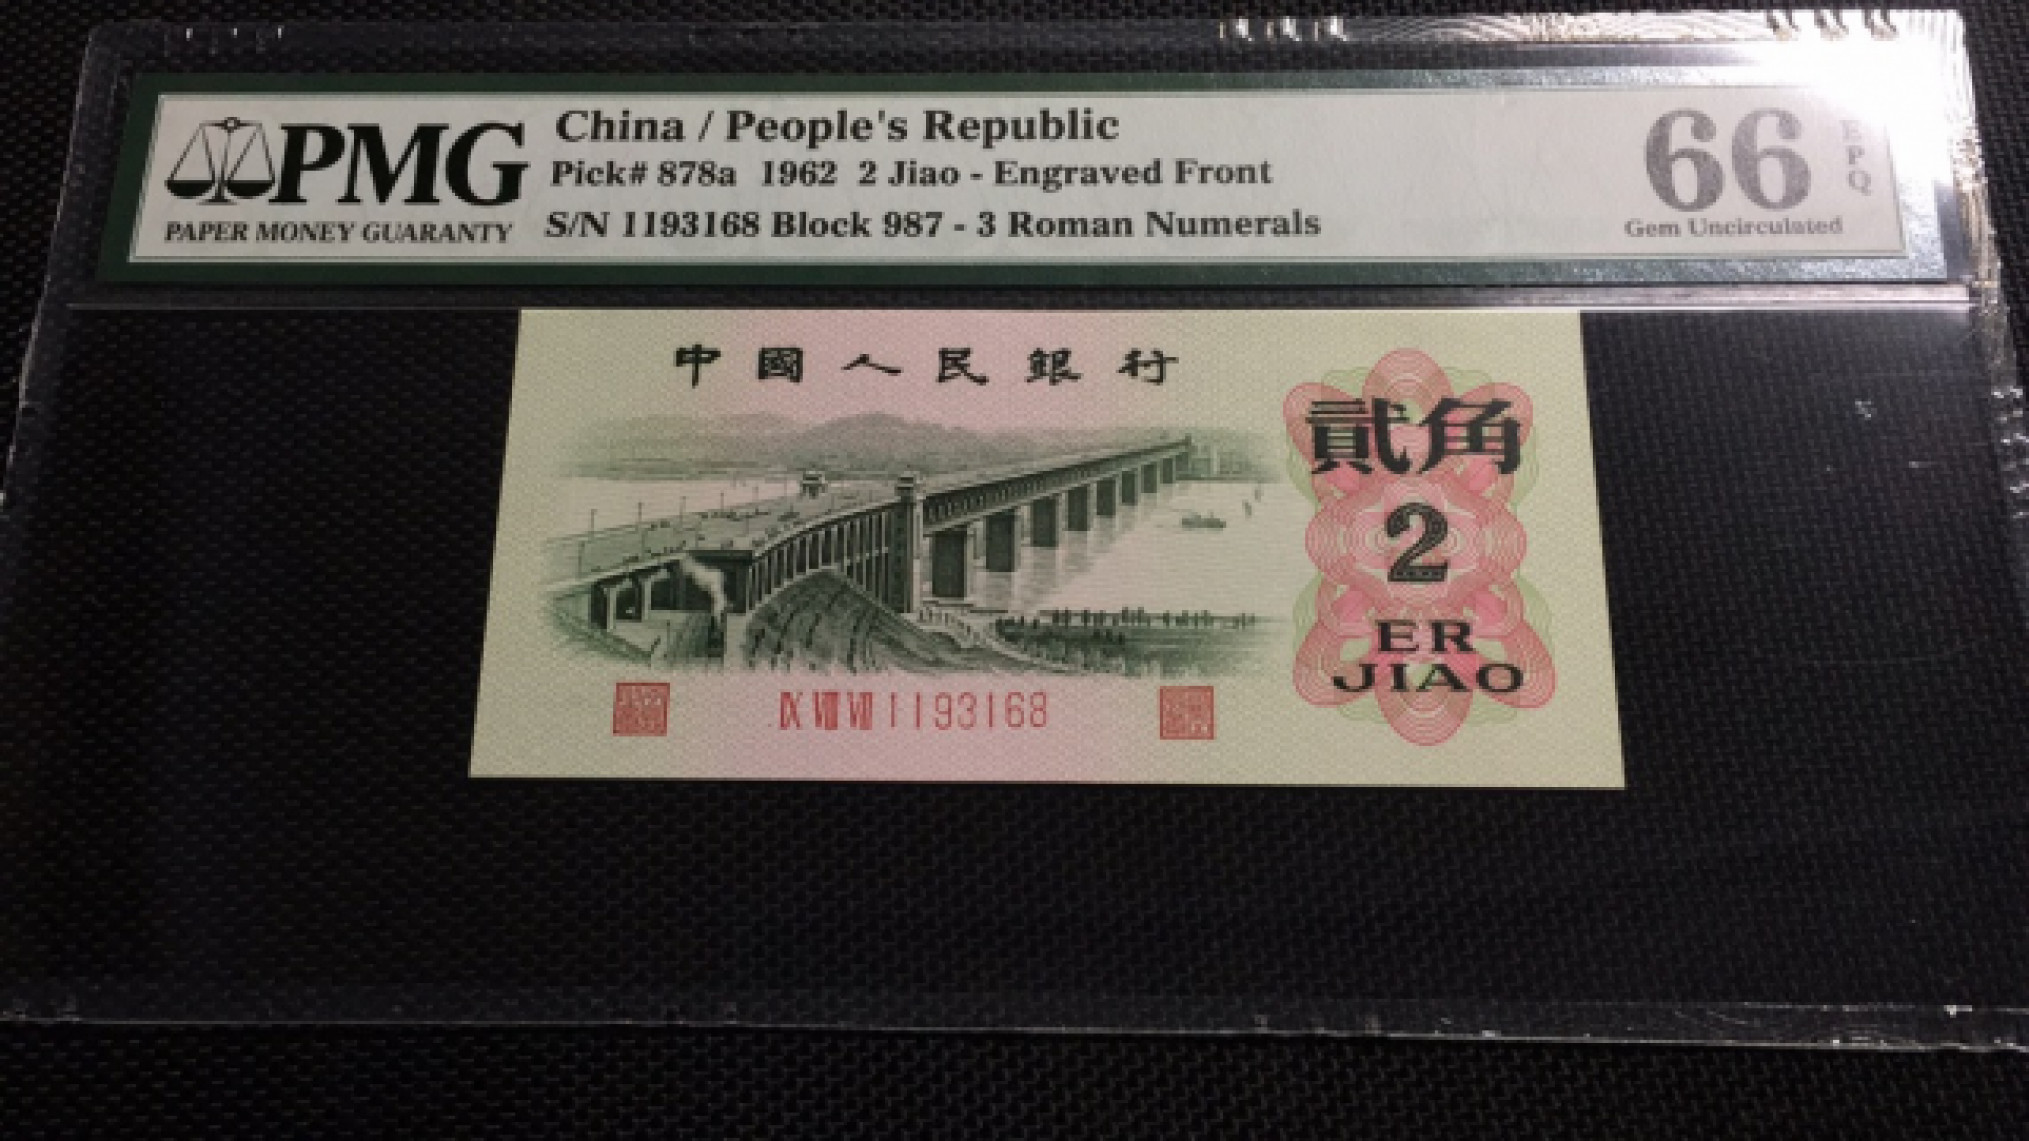 PMG
PAPER MONEY GUARANTY
China / People's Republic
Pick# 878a 1962 2 Jiao - Engraved Front
S/N 1193168 Block 987 - 3 Roman Numerals
66
EPQ
Gem Uncirculated
中國人民銀行
貳角
2
ER
JIAO
IX VIII VII 1193168